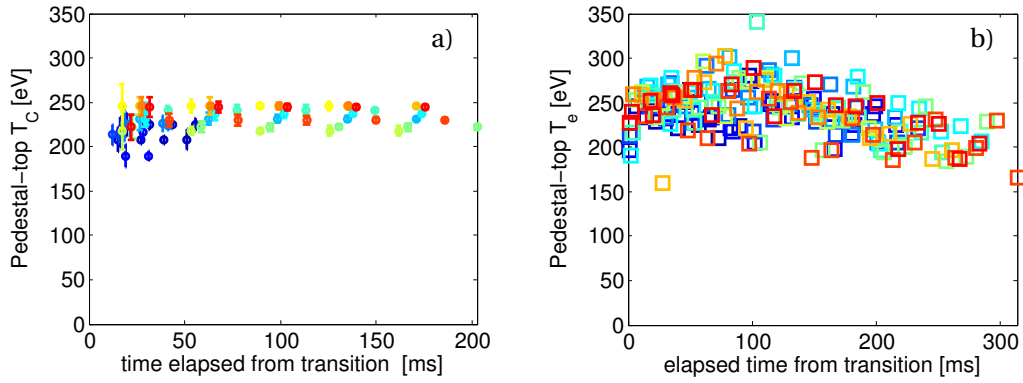 a)
Pedestal−top T_C [eV]
350
300
250
200
150
100
50
0
0 50 100 150 200
time elapsed from transition [ms]
b)
Pedestal−top T_e [eV]
350
300
250
200
150
100
50
0
0 100 200 300
elapsed time from transition [ms]